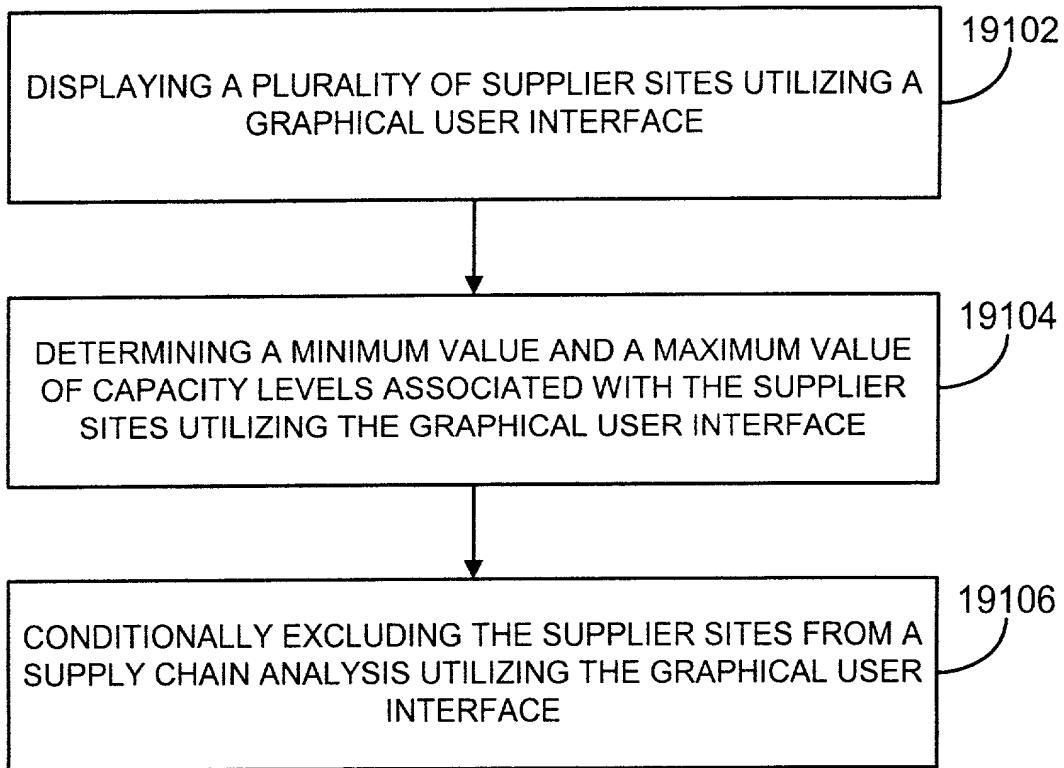 19102
DISPLAYING A PLURALITY OF SUPPLIER SITES UTILIZING A
GRAPHICAL USER INTERFACE
19104
DETERMINING A MINIMUM VALUE AND A MAXIMUM VALUE
OF CAPACITY LEVELS ASSOCIATED WITH THE SUPPLIER
SITES UTILIZING THE GRAPHICAL USER INTERFACE
19106
CONDITIONALLY EXCLUDING THE SUPPLIER SITES FROM A
SUPPLY CHAIN ANALYSIS UTILIZING THE GRAPHICAL USER
INTERFACE